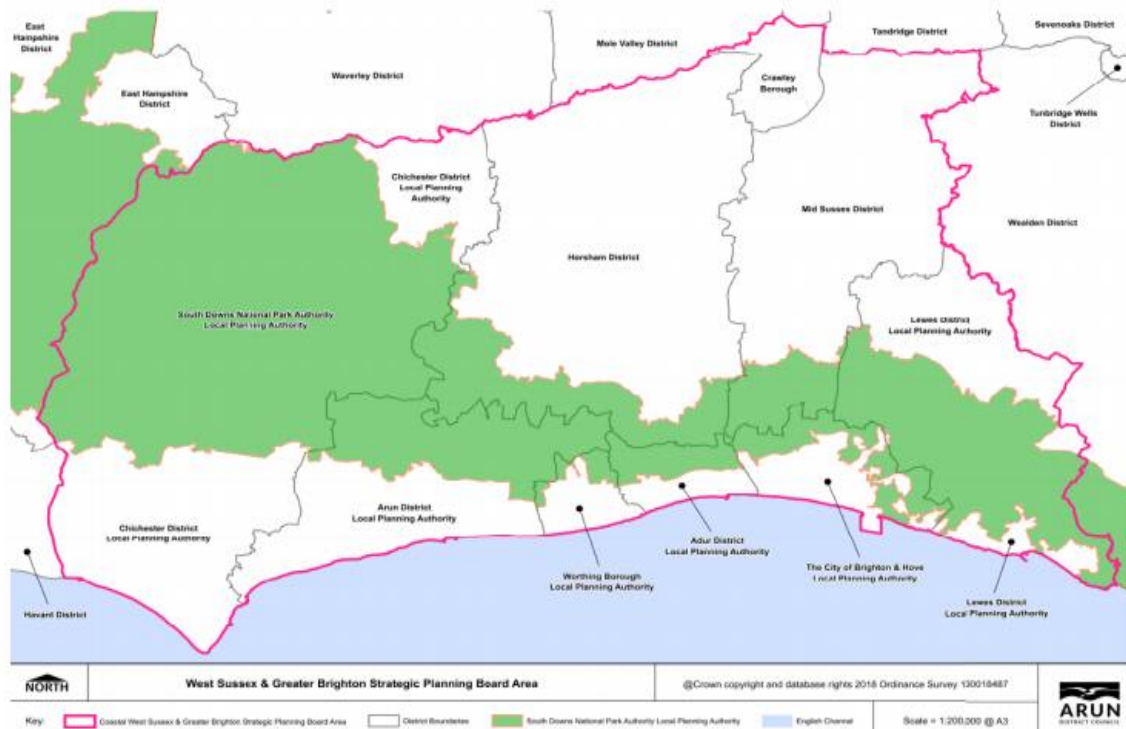 East
Hampshire
District
East Hampshire
District
Waverley District
Mole Valley District
Tandridge District
Sevenoaks District
Crawley
Borough
Tunbridge Wells
District
Chichester District
Local Planning
Authority
Horsham District
Mid Sussex District
Wealden District
South Downs National Park Authority
Local Planning Authority
Lewes District
Local Planning Authority
Chichester District
Local Planning Authority
Arun District
Local Planning Authority
Adur District
Local Planning Authority
Worthing Borough
Local Planning Authority
The City of Brighton & Hove
Local Planning Authority
Lewes District
Local Planning Authority
Havant District
NORTH
West Sussex & Greater Brighton Strategic Planning Board Area
@Crown copyright and database rights 2018 Ordnance Survey 100018487
Key:
Coastal West Sussex & Greater Brighton Strategic Planning Board Area
District Boundaries
South Downs National Park Authority Local Planning Authority
English Channel
Scale = 1:200,000 @ A3
ARUN
DISTRICT COUNCIL